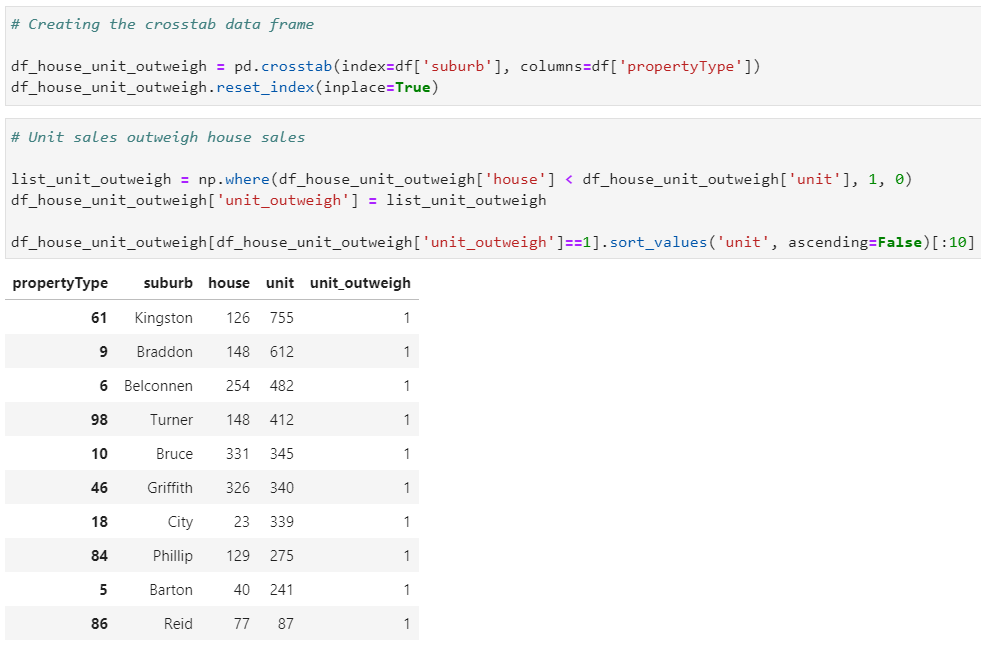 # Creating the crosstab data frame
df_house_unit_outweigh = pd.crosstab(index=df['suburb'], columns=df['propertyType'])
df_house_unit_outweigh.reset_index(inplace=True)
# Unit sales outweigh house sales
list_unit_outweigh = np.where(df_house_unit_outweigh['house'] < df_house_unit_outweigh['unit'], 1, 0)
df_house_unit_outweigh['unit_outweigh'] = list_unit_outweigh
df_house_unit_outweigh[df_house_unit_outweigh['unit_outweigh']==1].sort_values('unit', ascending=False)[:10]
propertyType suburb house unit unit_outweigh
61 Kingston 126 755 1
9 Braddon 148 612 1
6 Belconnen 254 482 1
98 Turner 148 412 1
10 Bruce 331 345 1
46 Griffith 326 340 1
18 City 23 339 1
84 Phillip 129 275 1
5 Barton 40 241 1
86 Reid 77 87 1